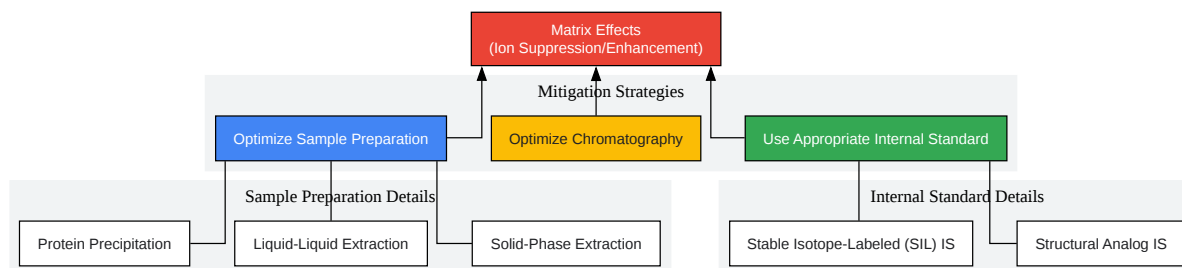 Matrix Effects
(Ion Suppression/Enhancement)
Mitigation Strategies
Optimize Sample Preparation
Optimize Chromatography
Use Appropriate Internal Standard
Sample Preparation Details
Internal Standard Details
Protein Precipitation
Liquid-Liquid Extraction
Solid-Phase Extraction
Stable Isotope-Labeled (SIL) IS
Structural Analog IS